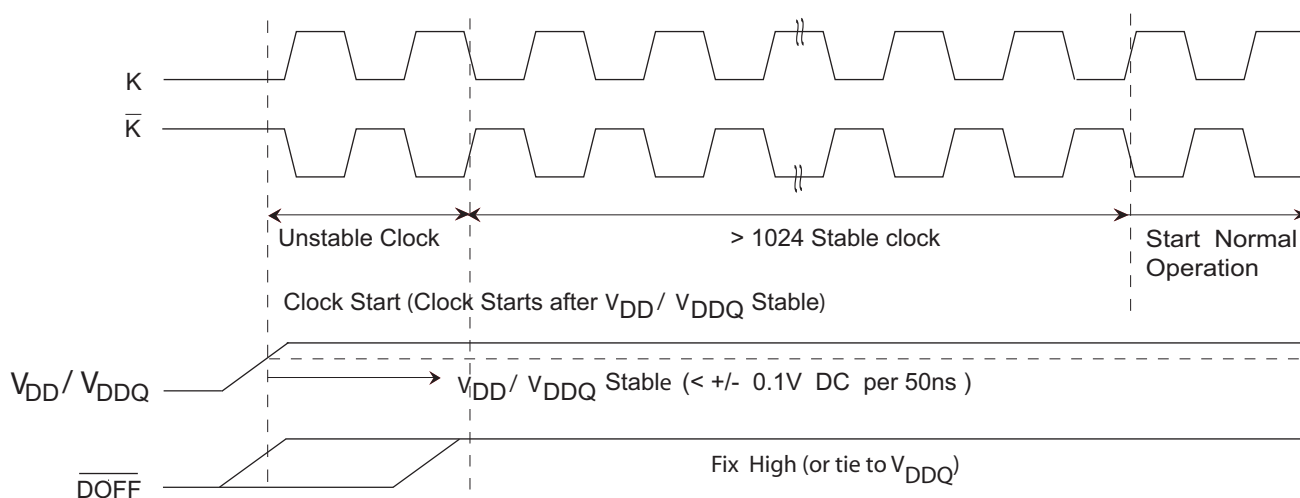 K
K̅
Unstable Clock
> 1024 Stable clock
Start Normal
Operation
Clock Start (Clock Starts after VDD / VDDQ Stable)
VDD / VDDQ
VDD / VDDQ Stable (< +/- 0.1V DC per 50ns )
DOFF
Fix High (or tie to VDDQ)